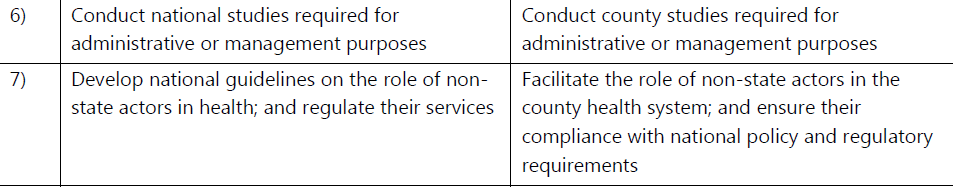 6)
Conduct national studies required for
administrative or management purposes
Conduct county studies required for
administrative or management purposes
7)
Develop national guidelines on the role of non-
state actors in health; and regulate their services
Facilitate the role of non-state actors in the
county health system; and ensure their
compliance with national policy and regulatory
requirements